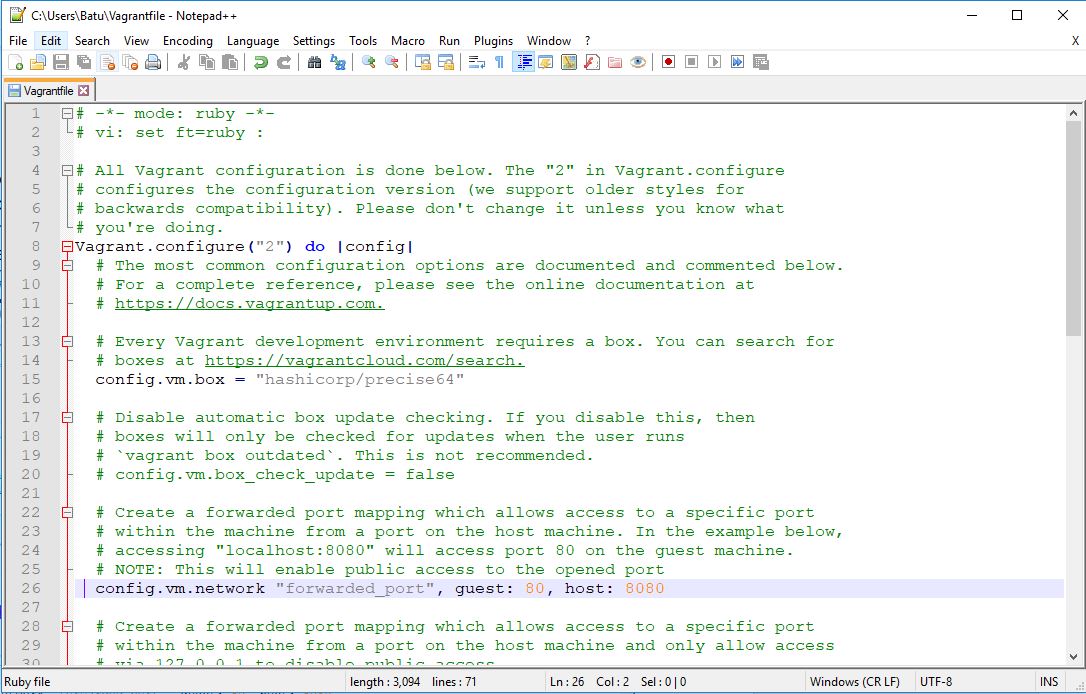 C:\Users\Batu\Vagrantfile - Notepad++
File Edit Search View Encoding Language Settings Tools Macro Run Plugins Window ? X
Vagrantfile
1 # -*- mode: ruby -*-
2 # vi: set ft=ruby :
3
4 # All Vagrant configuration is done below. The "2" in Vagrant.configure
5 # configures the configuration version (we support older styles for
6 # backwards compatibility). Please don't change it unless you know what
7 # you're doing.
8 Vagrant.configure("2") do |config|
9 # The most common configuration options are documented and commented below.
10 # For a complete reference, please see the online documentation at
11 # https://docs.vagrantup.com.
12
13 # Every Vagrant development environment requires a box. You can search for
14 # boxes at https://vagrantcloud.com/search.
15 config.vm.box = "hashicorp/precise64"
16
17 # Disable automatic box update checking. If you disable this, then
18 # boxes will only be checked for updates when the user runs
19 # `vagrant box outdated`. This is not recommended.
20 # config.vm.box_check_update = false
21
22 # Create a forwarded port mapping which allows access to a specific port
23 # within the machine from a port on the host machine. In the example below,
24 # accessing "localhost:8080" will access port 80 on the guest machine.
25 # NOTE: This will enable public access to the opened port
26 config.vm.network "forwarded_port", guest: 80, host: 8080
27
28 # Create a forwarded port mapping which allows access to a specific port
29 # within the machine from a port on the host machine and only allow access
30 # via 127.0.0.1 to disable public access
Ruby file length : 3,094 lines : 71 Ln : 26 Col : 2 Sel : 0 | 0 Windows (CR LF) UTF-8 INS